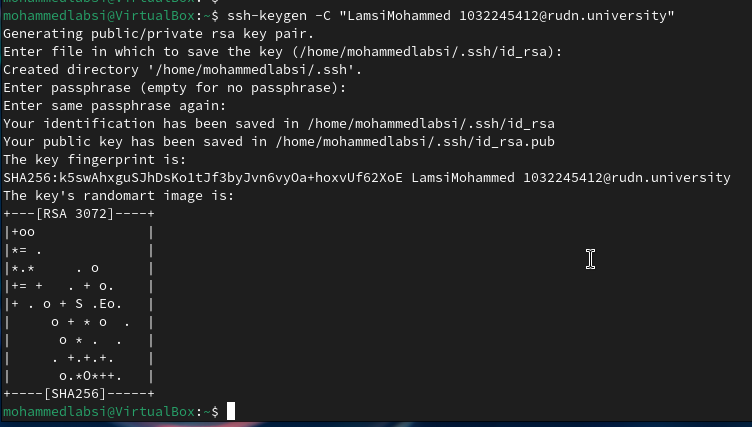 mohammedlabsi@VirtualBox:~$ ssh-keygen -C "LamsiMohammed 1032245412@rudn.university"
Generating public/private rsa key pair.
Enter file in which to save the key (/home/mohammedlabsi/.ssh/id_rsa):
Created directory '/home/mohammedlabsi/.ssh'.
Enter passphrase (empty for no passphrase):
Enter same passphrase again:
Your identification has been saved in /home/mohammedlabsi/.ssh/id_rsa
Your public key has been saved in /home/mohammedlabsi/.ssh/id_rsa.pub
The key fingerprint is:
SHA256:k5swAhxguSJhDsKo1tJf3byJvn6vyOa+hoxvUf62XoE LamsiMohammed 1032245412@rudn.university
The key's randomart image is:
+---[RSA 3072]----+
|+oo              |
|*= .             |
|*.*     . o      |
|+= +   . + o.    |
|+ . o + S .Eo.   |
|     o + * o  .  |
|      o * .  .   |
|     . +.+.+.    |
|      o.*O*++.   |
+----[SHA256]-----+
mohammedlabsi@VirtualBox:~$